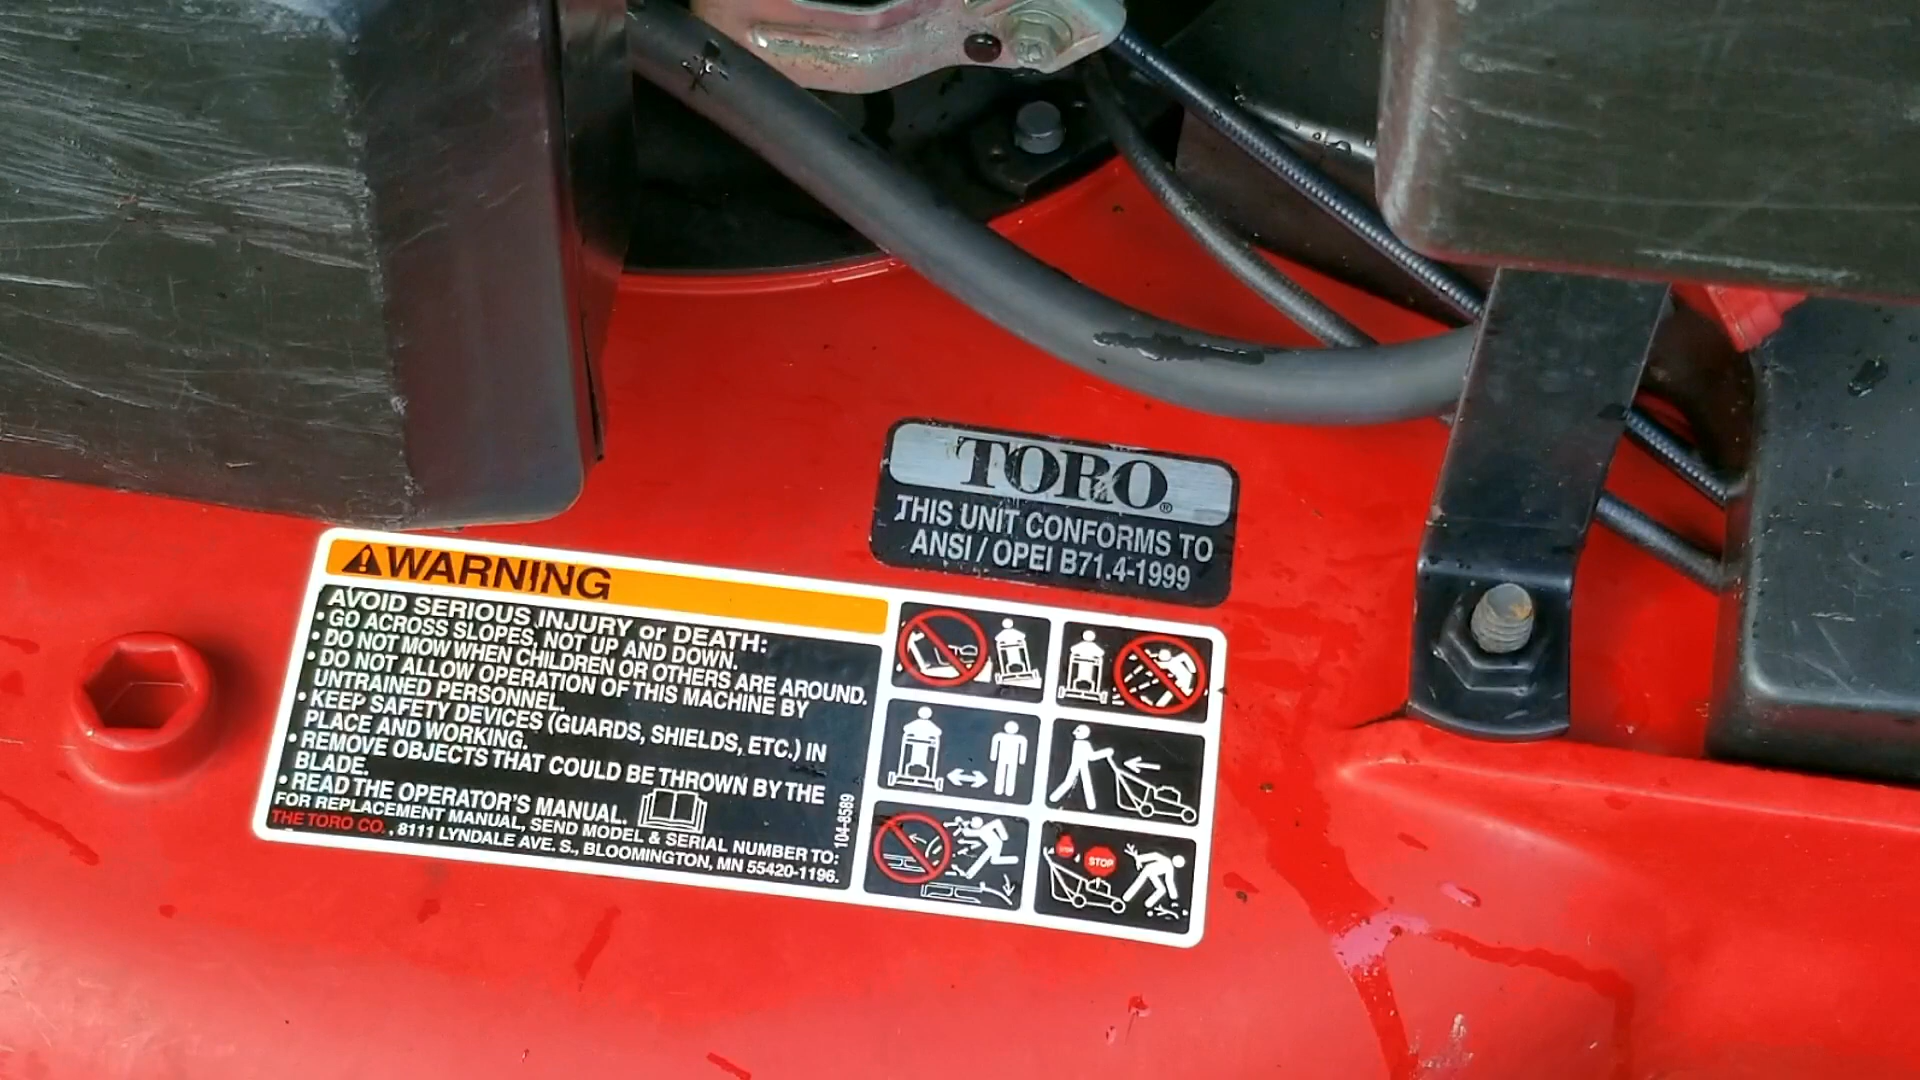 TORO®
THIS UNIT CONFORMS TO
ANSI / OPEI B71.4-1999
WARNING
AVOID SERIOUS INJURY or DEATH:
• GO ACROSS SLOPES, NOT UP AND DOWN.
• DO NOT MOW WHEN CHILDREN OR OTHERS ARE AROUND.
• DO NOT ALLOW OPERATION OF THIS MACHINE BY
UNTRAINED PERSONNEL.
• KEEP SAFETY DEVICES (GUARDS, SHIELDS, ETC.) IN
PLACE AND WORKING.
• REMOVE OBJECTS THAT COULD BE THROWN BY THE
BLADE.
• READ THE OPERATOR'S MANUAL.
FOR REPLACEMENT MANUAL, SEND MODEL & SERIAL NUMBER TO:
THE TORO CO., 8111 LYNDALE AVE. S., BLOOMINGTON, MN 55420-1196.
104-8589
STOP
STOP